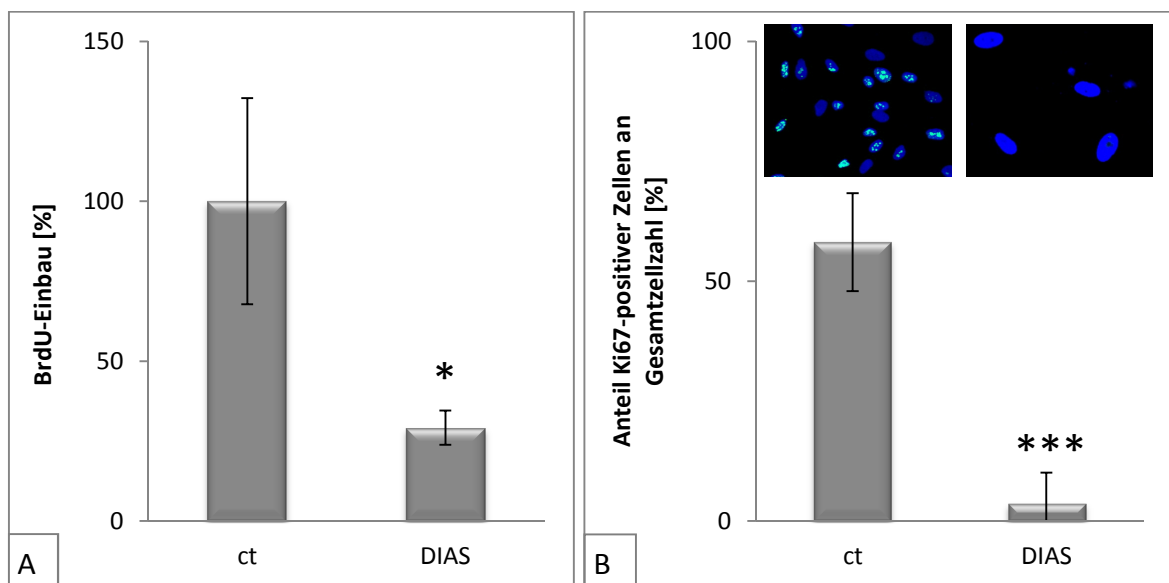 150
100
50
0
BrdU-Einbau [%]
*
ct
DIAS
A
100
50
0
Anteil Ki67-positiver Zellen an
Gesamtzellzahl [%]
***
ct
DIAS
B